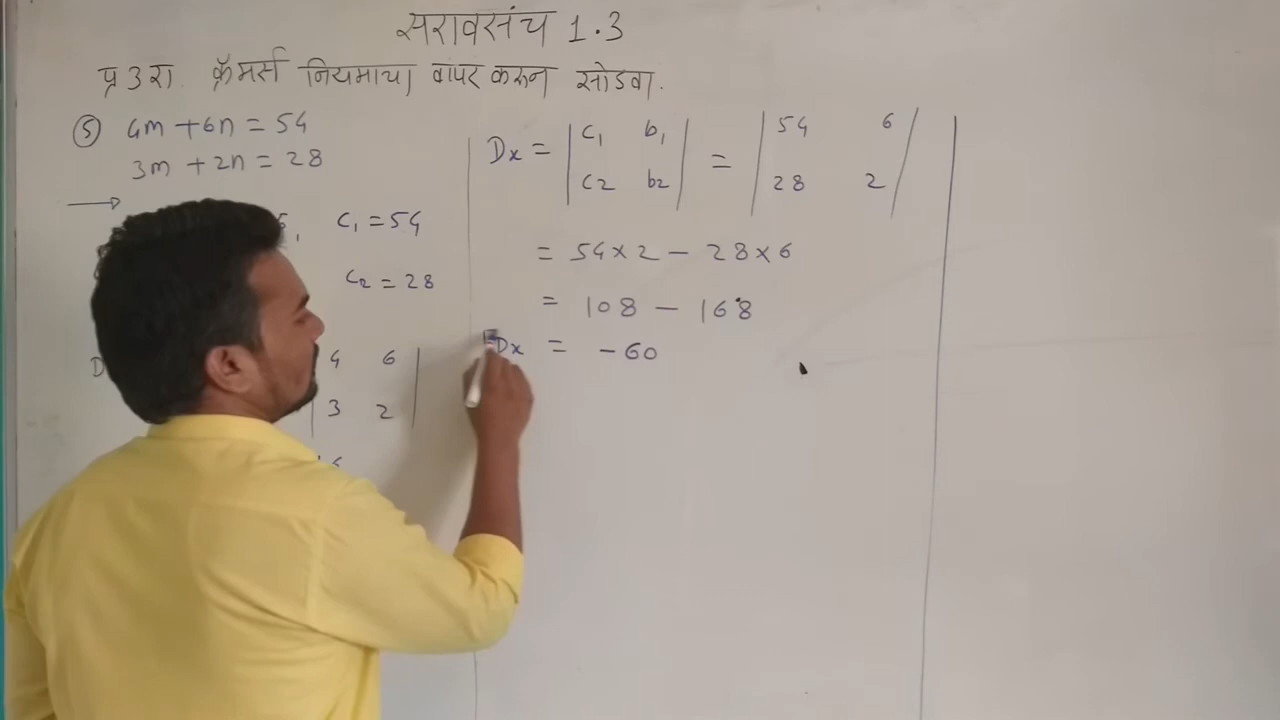 सरावसंच 1.3
प्र 3 रा. क्रॅमर्स नियमाचा वापर करून सोडवा.
⑤ 4m + 6n = 54
3m + 2n = 28
→
c₁ = 54
c₂ = 28
D
4 6
3 2
Dx = | c₁ b₁ | = | 54 6 |
| c₂ b₂ | | 28 2 |
= 54 × 2 − 28 × 6
= 108 − 168
Dx = −60